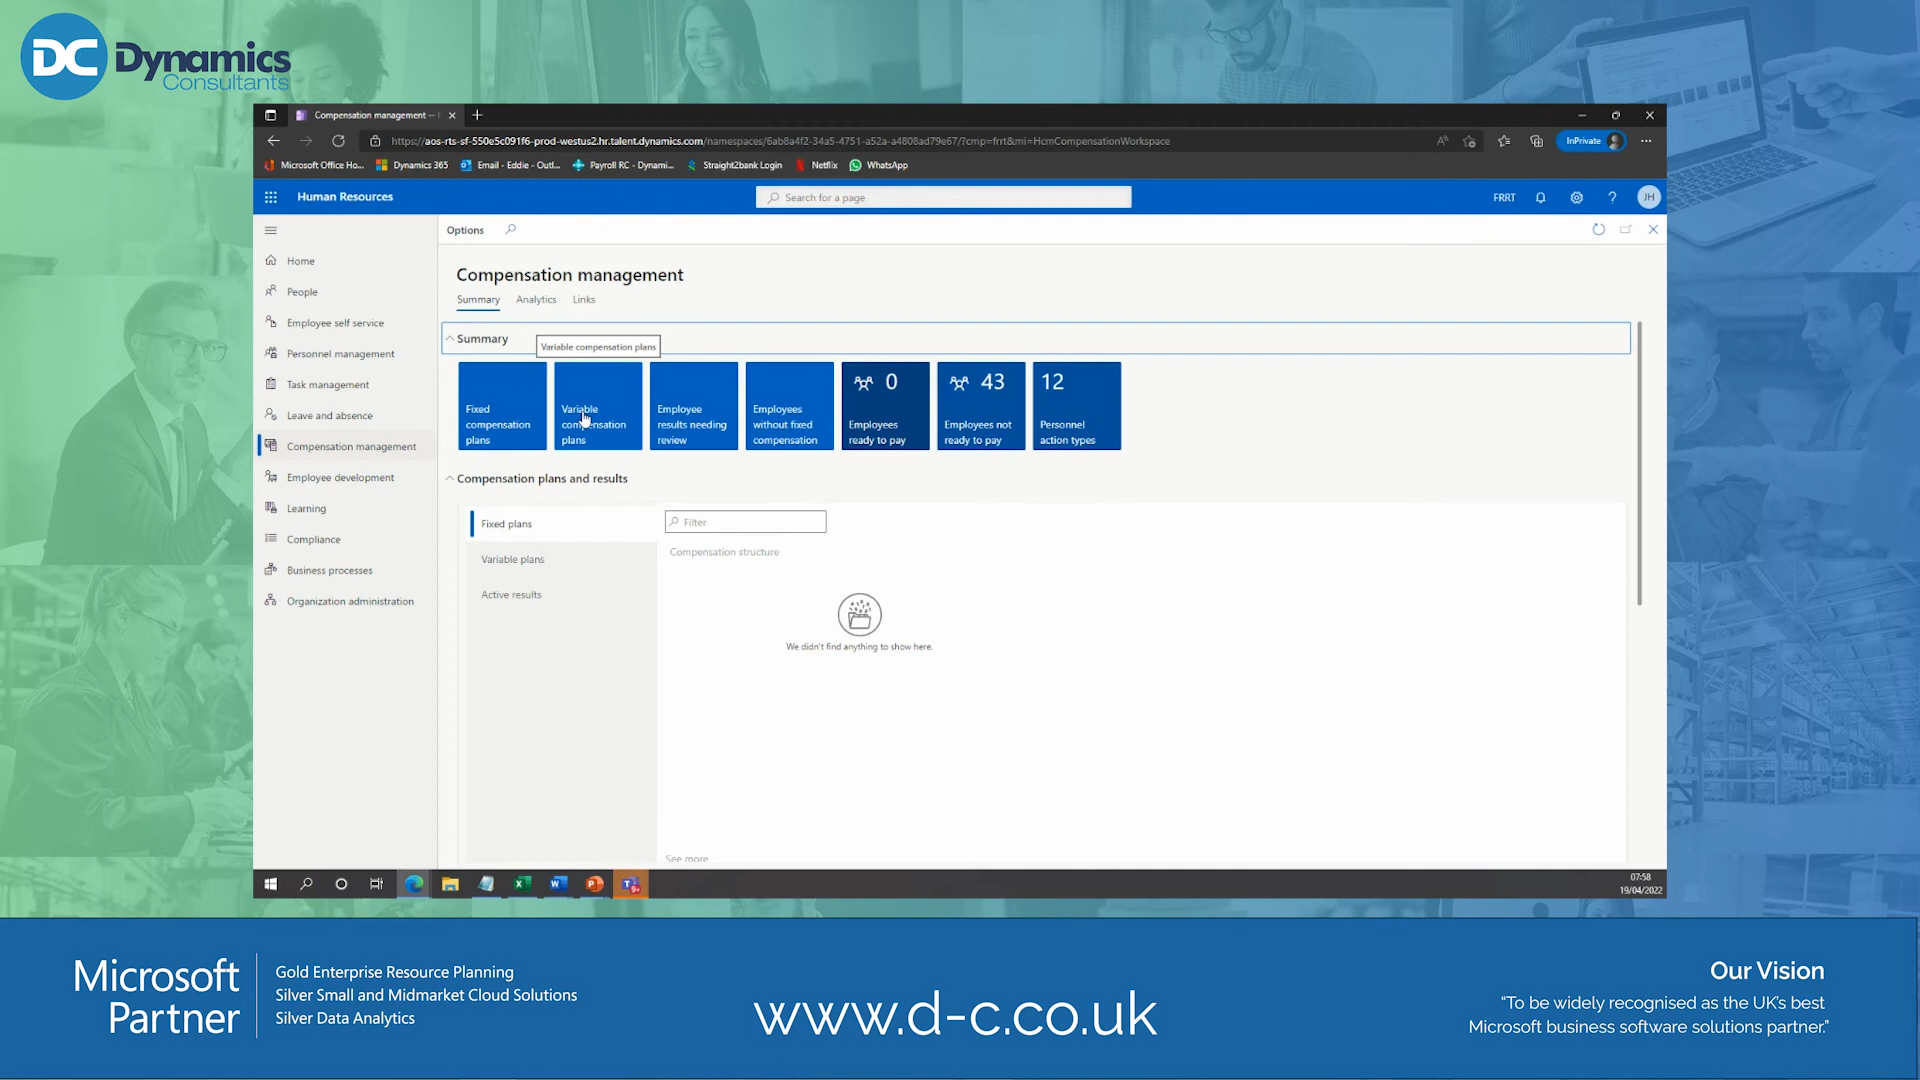 DC Dynamics
Consultants
Compensation management --
https://aos-rts-sf-550e5c091f6-prod-westus2.hr.talent.dynamics.com/namespaces/6ab8a4f2-34a5-4751-a52a-a4808ad79e67/?cmp=frrt&mi=HcmCompensationWorkspace
InPrivate
Microsoft Office Ho...
Dynamics 365
Email - Eddie - Outl...
Payroll RC - Dynami...
Straight2bank Login
Netflix
WhatsApp
Human Resources
Search for a page
FRRT
?
JH
Options
Home
People
Employee self service
Personnel management
Task management
Leave and absence
Compensation management
Employee development
Learning
Compliance
Business processes
Organization administration
Compensation management
Summary Analytics Links
Summary
Variable compensation plans
Fixed
compensation
plans
Variable
compensation
plans
Employee
results needing
review
Employees
without fixed
compensation
0
Employees
ready to pay
43
Employees not
ready to pay
12
Personnel
action types
Compensation plans and results
Fixed plans
Variable plans
Active results
Filter
Compensation structure
We didn't find anything to show here.
See more
07:58
19/04/2022
Microsoft
Partner
Gold Enterprise Resource Planning
Silver Small and Midmarket Cloud Solutions
Silver Data Analytics
www.d-c.co.uk
Our Vision
“To be widely recognised as the UK's best
Microsoft business software solutions partner.”